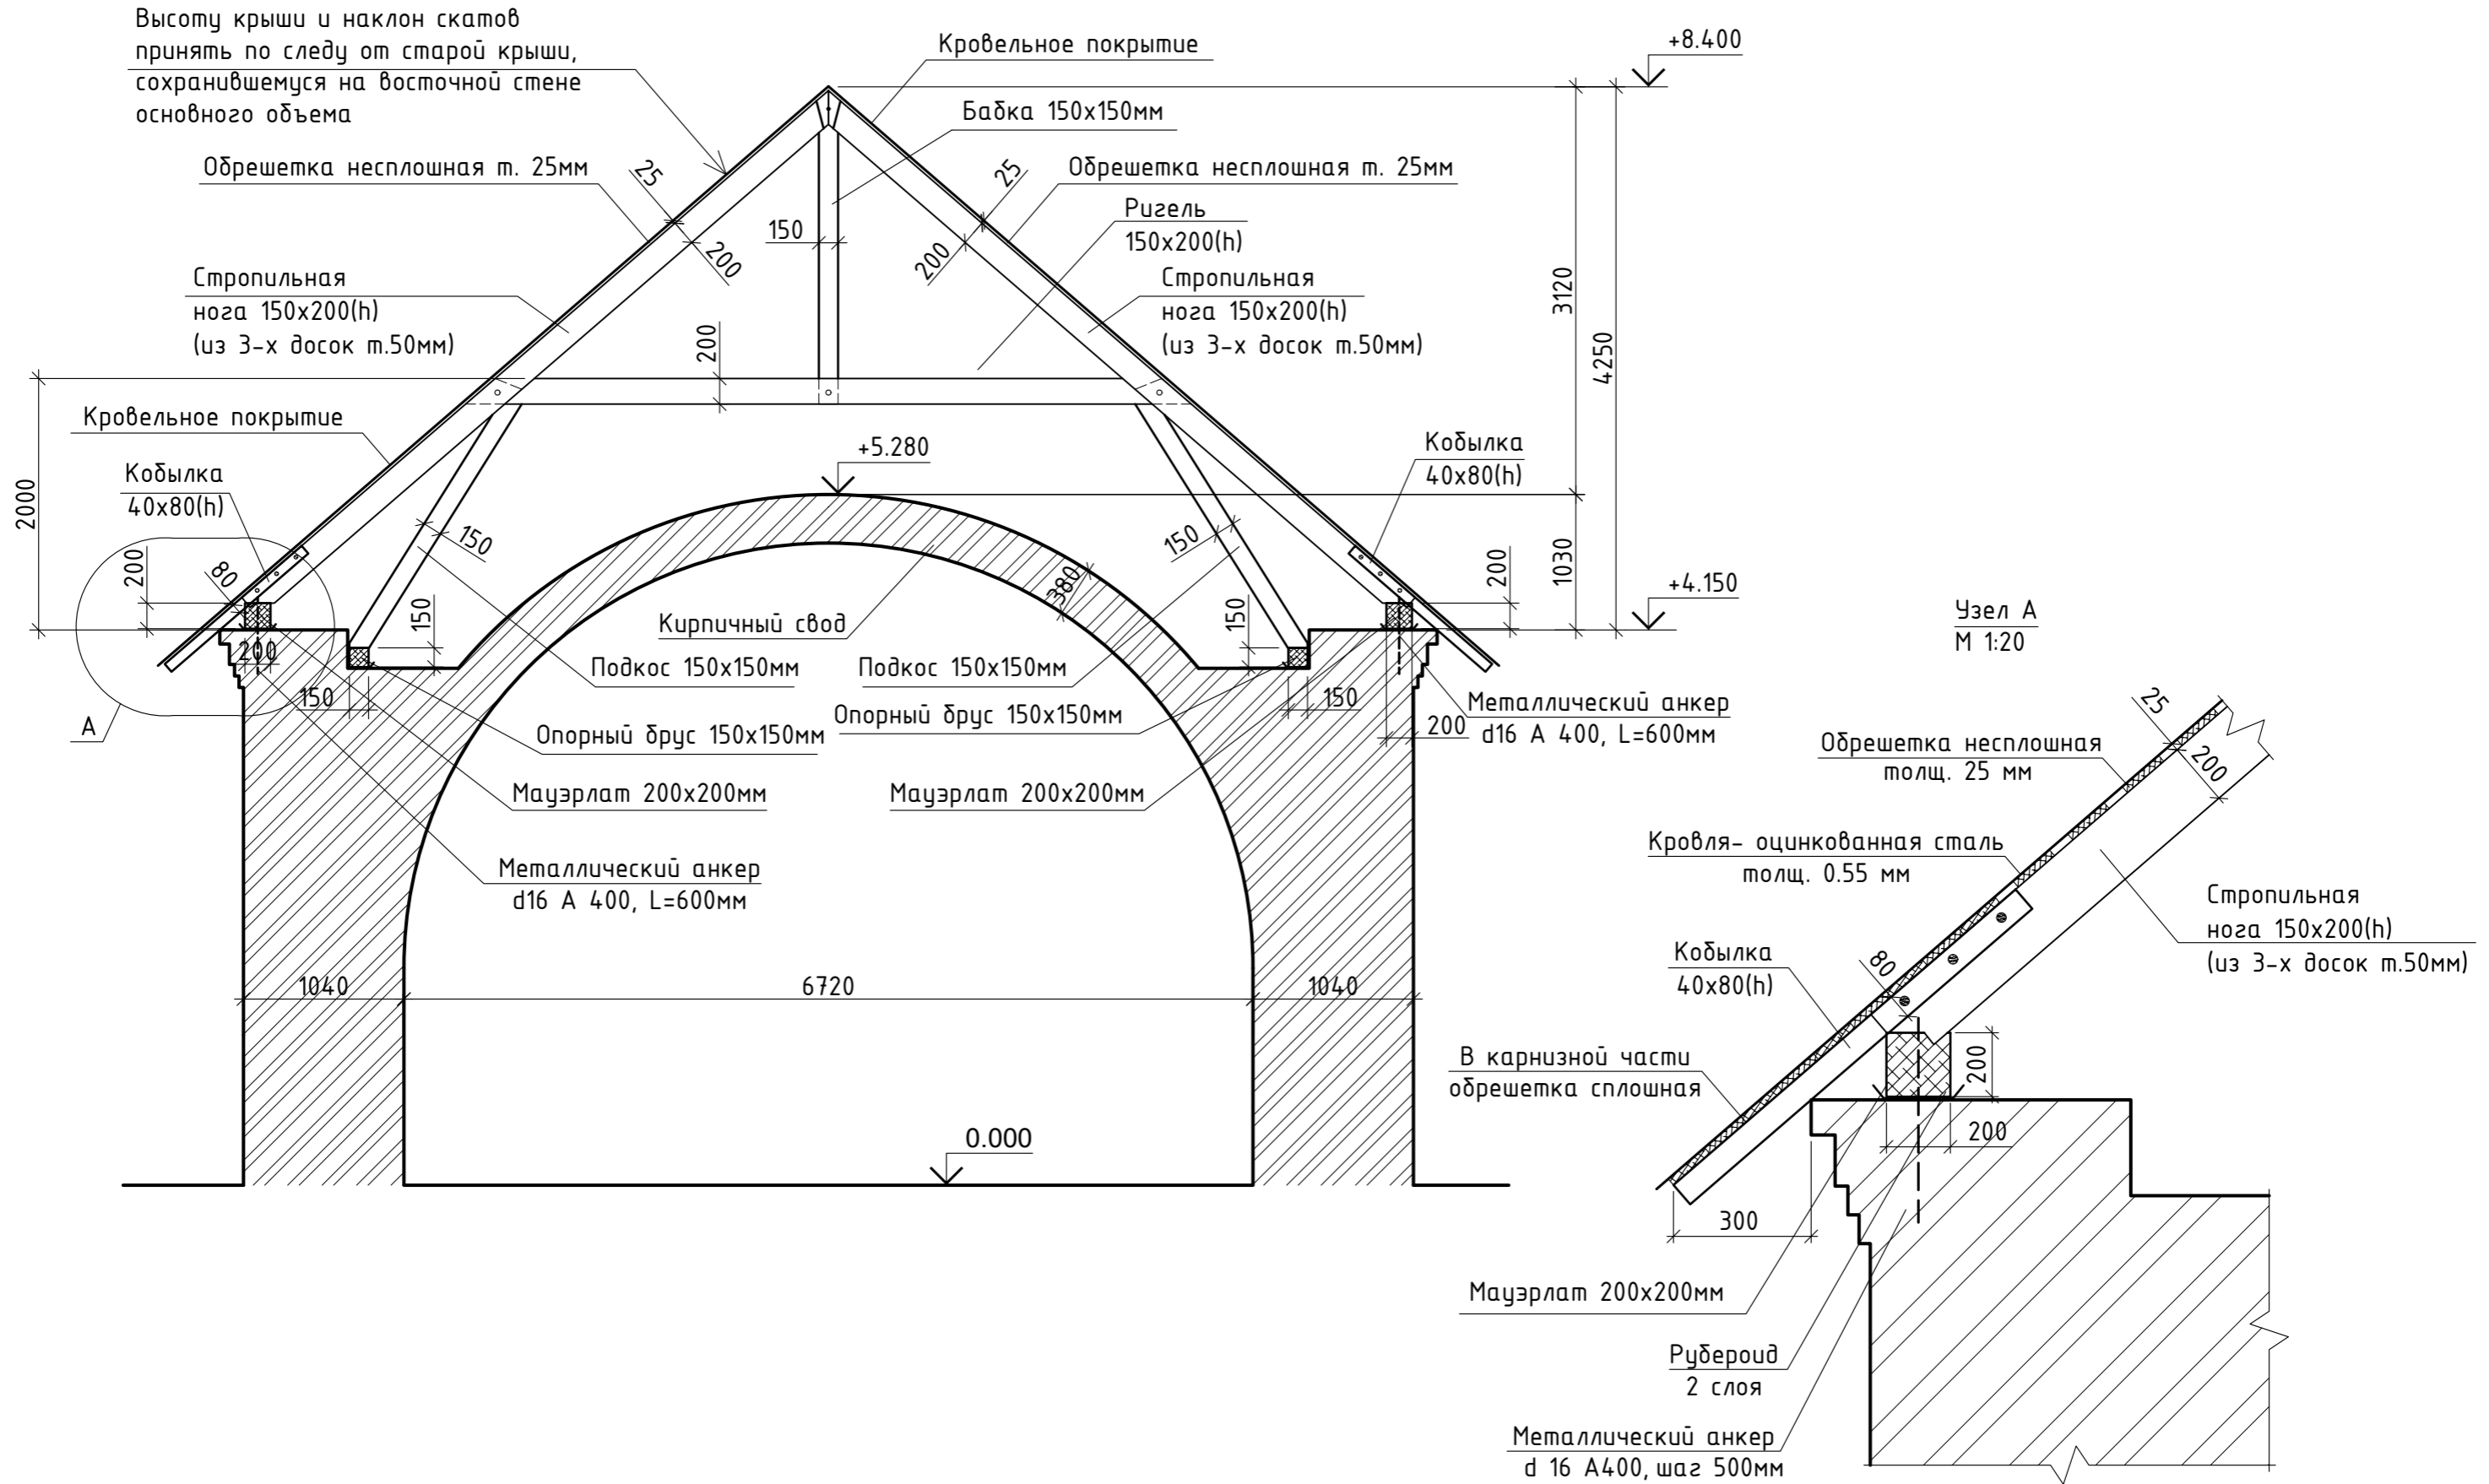 Высоту крыши и наклон скатов
принять по следу от старой крыши,
сохранившемуся на восточной стене
основного объема
Кровельное покрытие
+8.400
Бабка 150х150мм
Обрешетка несплошная т. 25мм
25
25
Обрешетка несплошная т. 25мм
Ригель
150х200(h)
150
200
200
Стропильная
нога 150х200(h)
(из 3-х досок т.50мм)
Стропильная
нога 150х200(h)
(из 3-х досок т.50мм)
3120
4250
200
Кровельное покрытие
+5.280
Кобылка
40х80(h)
Кобылка
40х80(h)
2000
200
80
150
150
380
200
1030
+4.150
150
150
200
Кирпичный свод
Подкос 150х150мм
Подкос 150х150мм
150
150
200
А
Опорный брус 150х150мм
Опорный брус 150х150мм
Металлический анкер
d16 А 400, L=600мм
Мауэрлат 200х200мм
Мауэрлат 200х200мм
Металлический анкер
d16 А 400, L=600мм
1040
6720
1040
0.000
Узел А
М 1:20
25
200
Обрешетка несплошная
толщ. 25 мм
Кровля- оцинкованная сталь
толщ. 0.55 мм
Стропильная
нога 150х200(h)
(из 3-х досок т.50мм)
Кобылка
40х80(h)
80
В карнизной части
обрешетка сплошная
200
200
300
Мауэрлат 200х200мм
Рубероид
2 слоя
Металлический анкер
d 16 А400, шаг 500мм